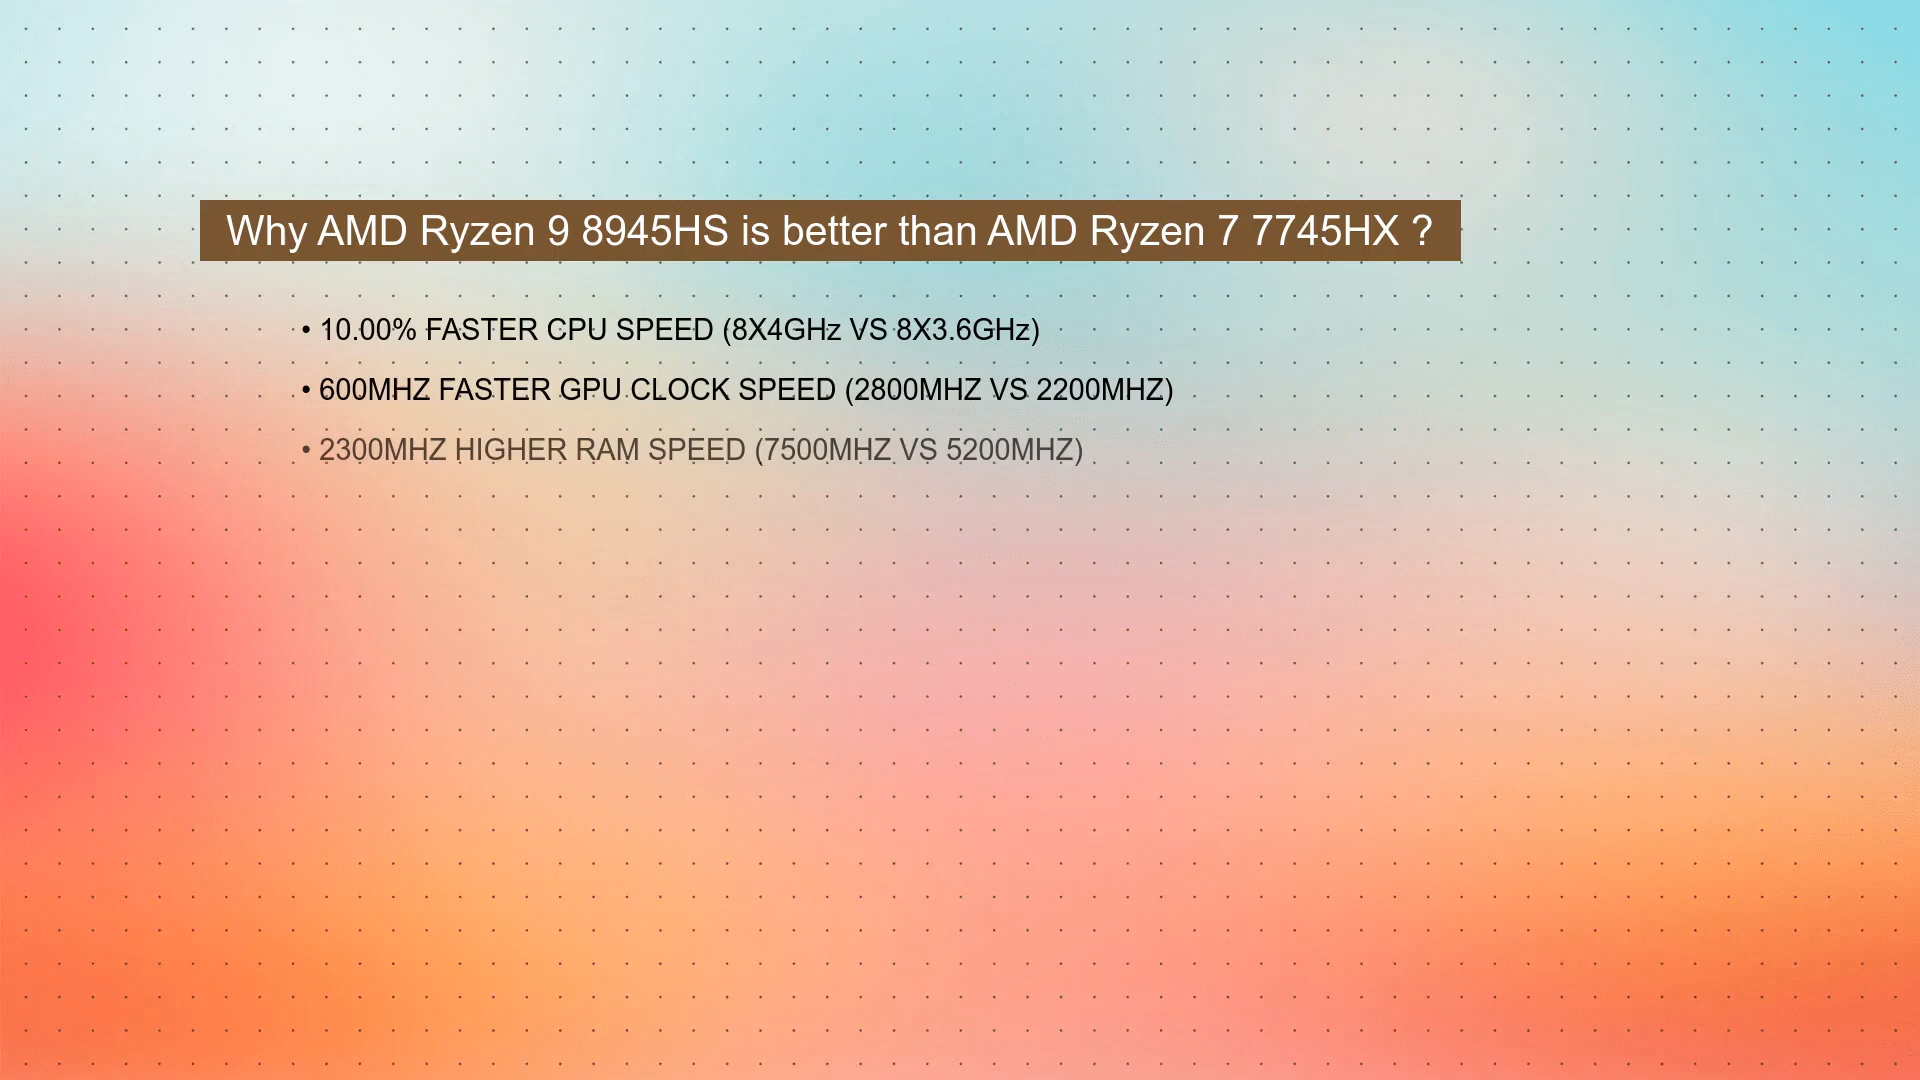 Why AMD Ryzen 9 8945HS is better than AMD Ryzen 7 7745HX ?
• 10.00% FASTER CPU SPEED (8X4GHz VS 8X3.6GHz)
• 600MHZ FASTER GPU CLOCK SPEED (2800MHZ VS 2200MHZ)
• 2300MHZ HIGHER RAM SPEED (7500MHZ VS 5200MHZ)